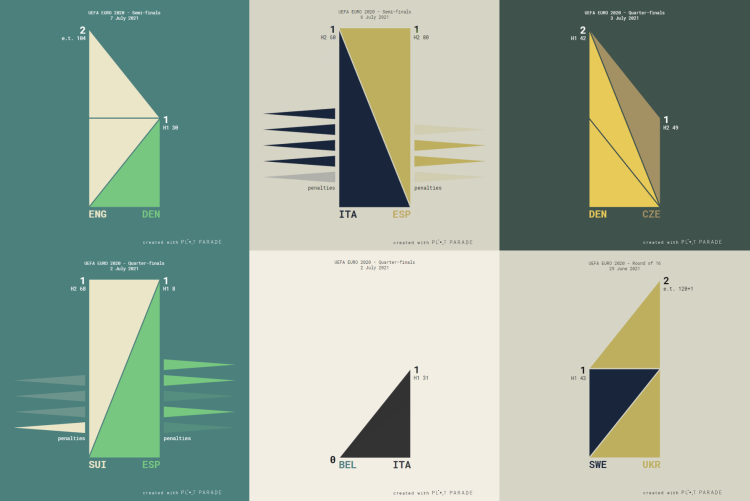 UEFA EURO 2020 - Semi-finals
7 July 2021
2
e.t. 104
1
H1 30
ENG DEN
created with PLOT PARADE
UEFA EURO 2020 - Semi-finals
6 July 2021
1
H2 60
1
H2 80
penalties
penalties
ITA ESP
created with PLOT PARADE
UEFA EURO 2020 - Quarter-finals
3 July 2021
2
H1 42
1
H2 49
DEN CZE
created with PLOT PARADE
UEFA EURO 2020 - Quarter-finals
2 July 2021
1
H2 68
1
H1 8
penalties
penalties
SUI ESP
created with PLOT PARADE
UEFA EURO 2020 - Quarter-finals
2 July 2021
1
H1 31
0
BEL ITA
created with PLOT PARADE
UEFA EURO 2020 - Round of 16
29 June 2021
2
e.t. 120+1
1
H1 43
SWE UKR
created with PLOT PARADE